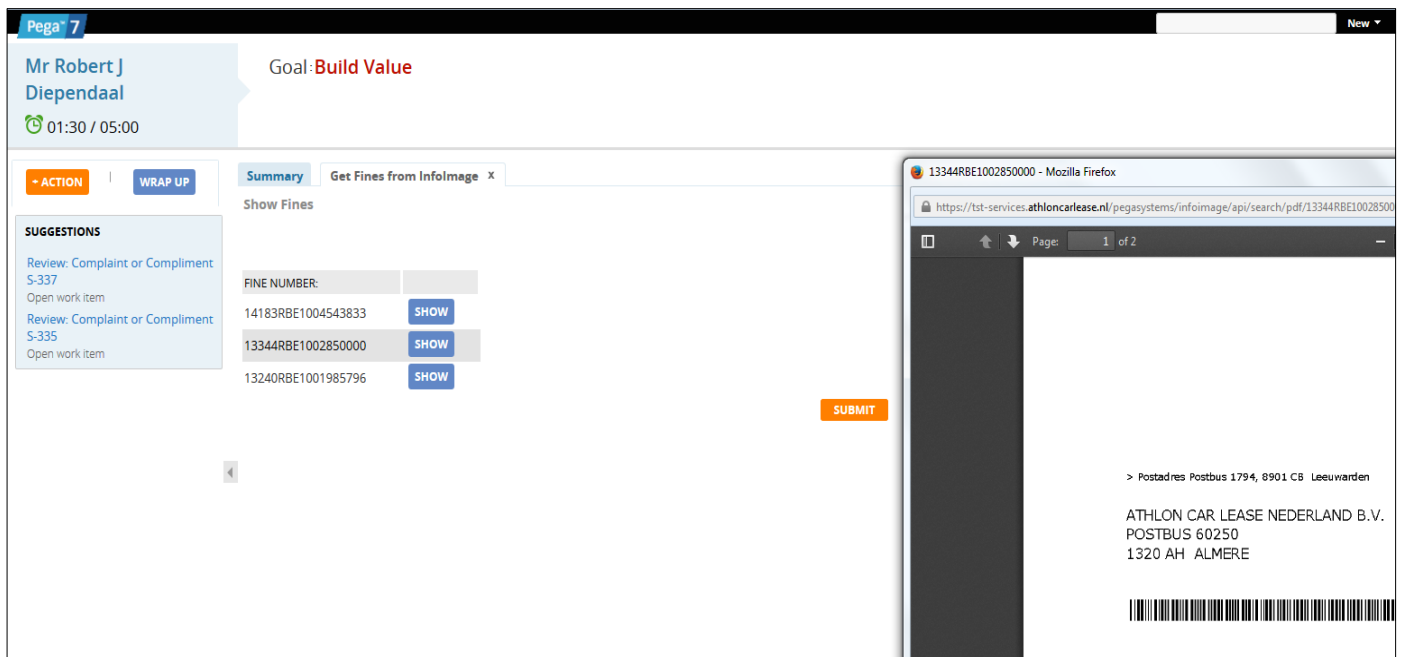 Pega™ 7
New
Mr Robert J
Diependaal
01:30 / 05:00
Goal:Build Value
+ ACTION
WRAP UP
SUGGESTIONS
Review: Complaint or Compliment
S-337
Open work item
Review: Complaint or Compliment
S-335
Open work item
Summary
Get Fines from InfoImage x
Show Fines
FINE NUMBER:
14183RBE1004543833 SHOW
13344RBE1002850000 SHOW
13240RBE1001985796 SHOW
SUBMIT
13344RBE1002850000 - Mozilla Firefox
https://tst-services.athloncarlease.nl/pegasystems/infoimage/api/search/pdf/13344RBE10028500
Page: 1 of 2
> Postadres Postbus 1794, 8901 CB Leeuwarden
ATHLON CAR LEASE NEDERLAND B.V.
POSTBUS 60250
1320 AH ALMERE